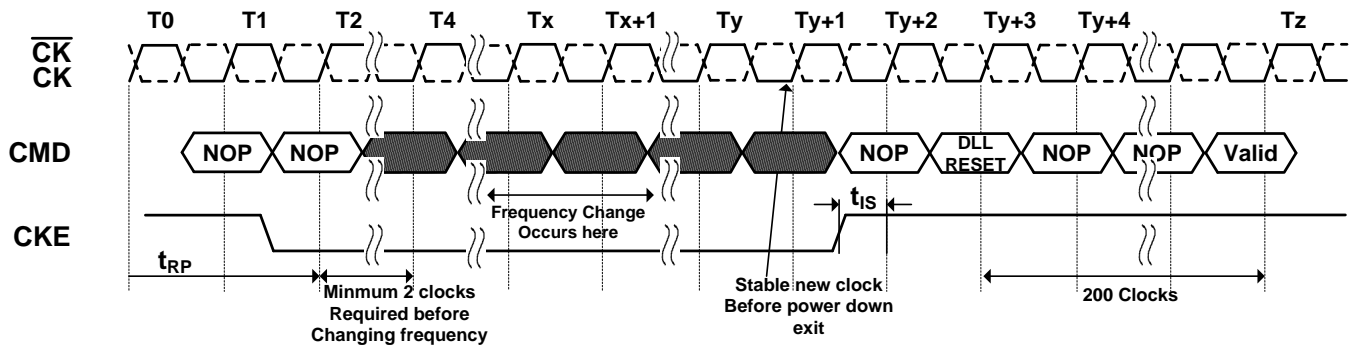 T0 T1 T2 T4 Tx Tx+1 Ty Ty+1 Ty+2 Ty+3 Ty+4 Tz
CK
CK
CMD
NOP NOP NOP DLL RESET NOP NOP Valid
Frequency Change
Occurs here
tIS
CKE
tRP
Minmum 2 clocks
Required before
Changing frequency
Stable new clock
Before power down
exit
200 Clocks